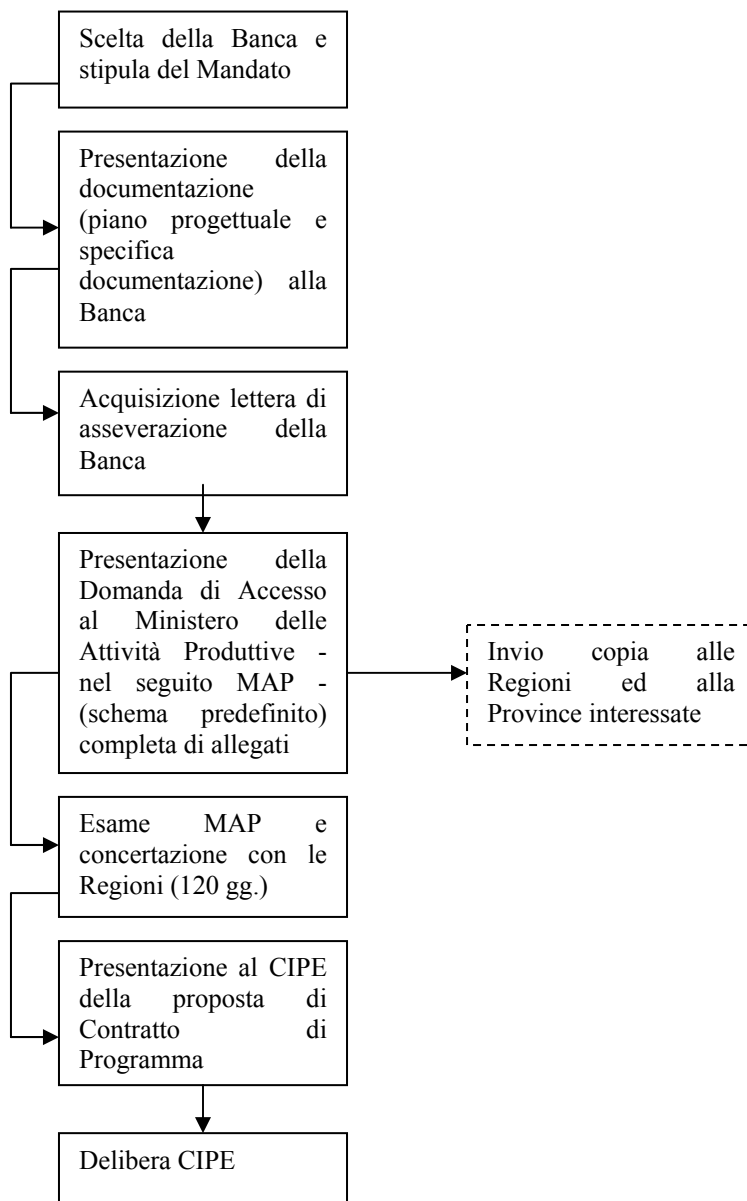 Scelta della Banca e
stipula del Mandato
Presentazione della
documentazione
(piano progettuale e
specifica
documentazione) alla
Banca
Acquisizione lettera di
asseverazione della
Banca
Presentazione della
Domanda di Accesso
al Ministero delle
Attività Produttive -
nel seguito MAP -
(schema predefinito)
completa di allegati
Invio copia alle
Regioni ed alla
Province interessate
Esame MAP e
concertazione con le
Regioni (120 gg.)
Presentazione al CIPE
della proposta di
Contratto di
Programma
Delibera CIPE